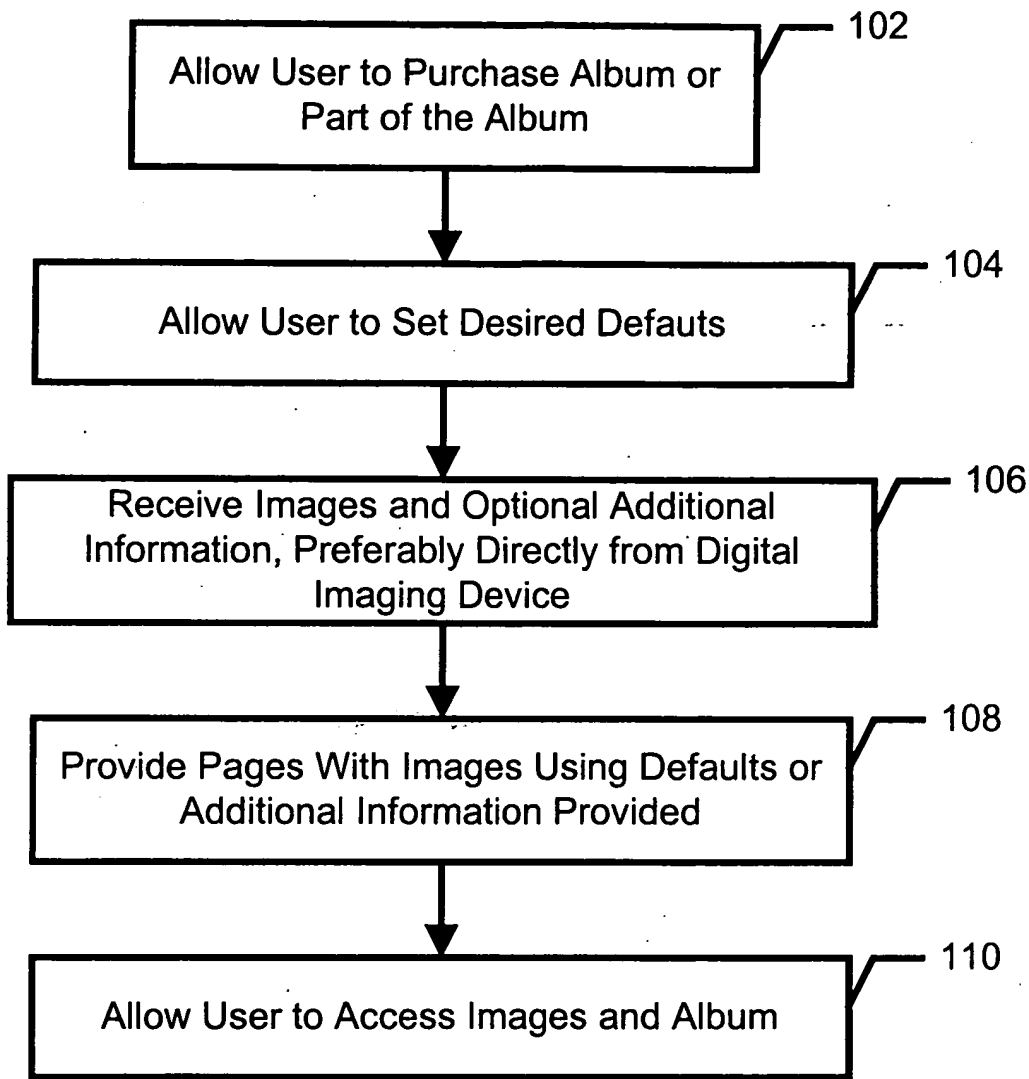 102
Allow User to Purchase Album or
Part of the Album
104
Allow User to Set Desired Defauts
106
Receive Images and Optional Additional
Information, Preferably Directly from Digital
Imaging Device
108
Provide Pages With Images Using Defaults or
Additional Information Provided
110
Allow User to Access Images and Album